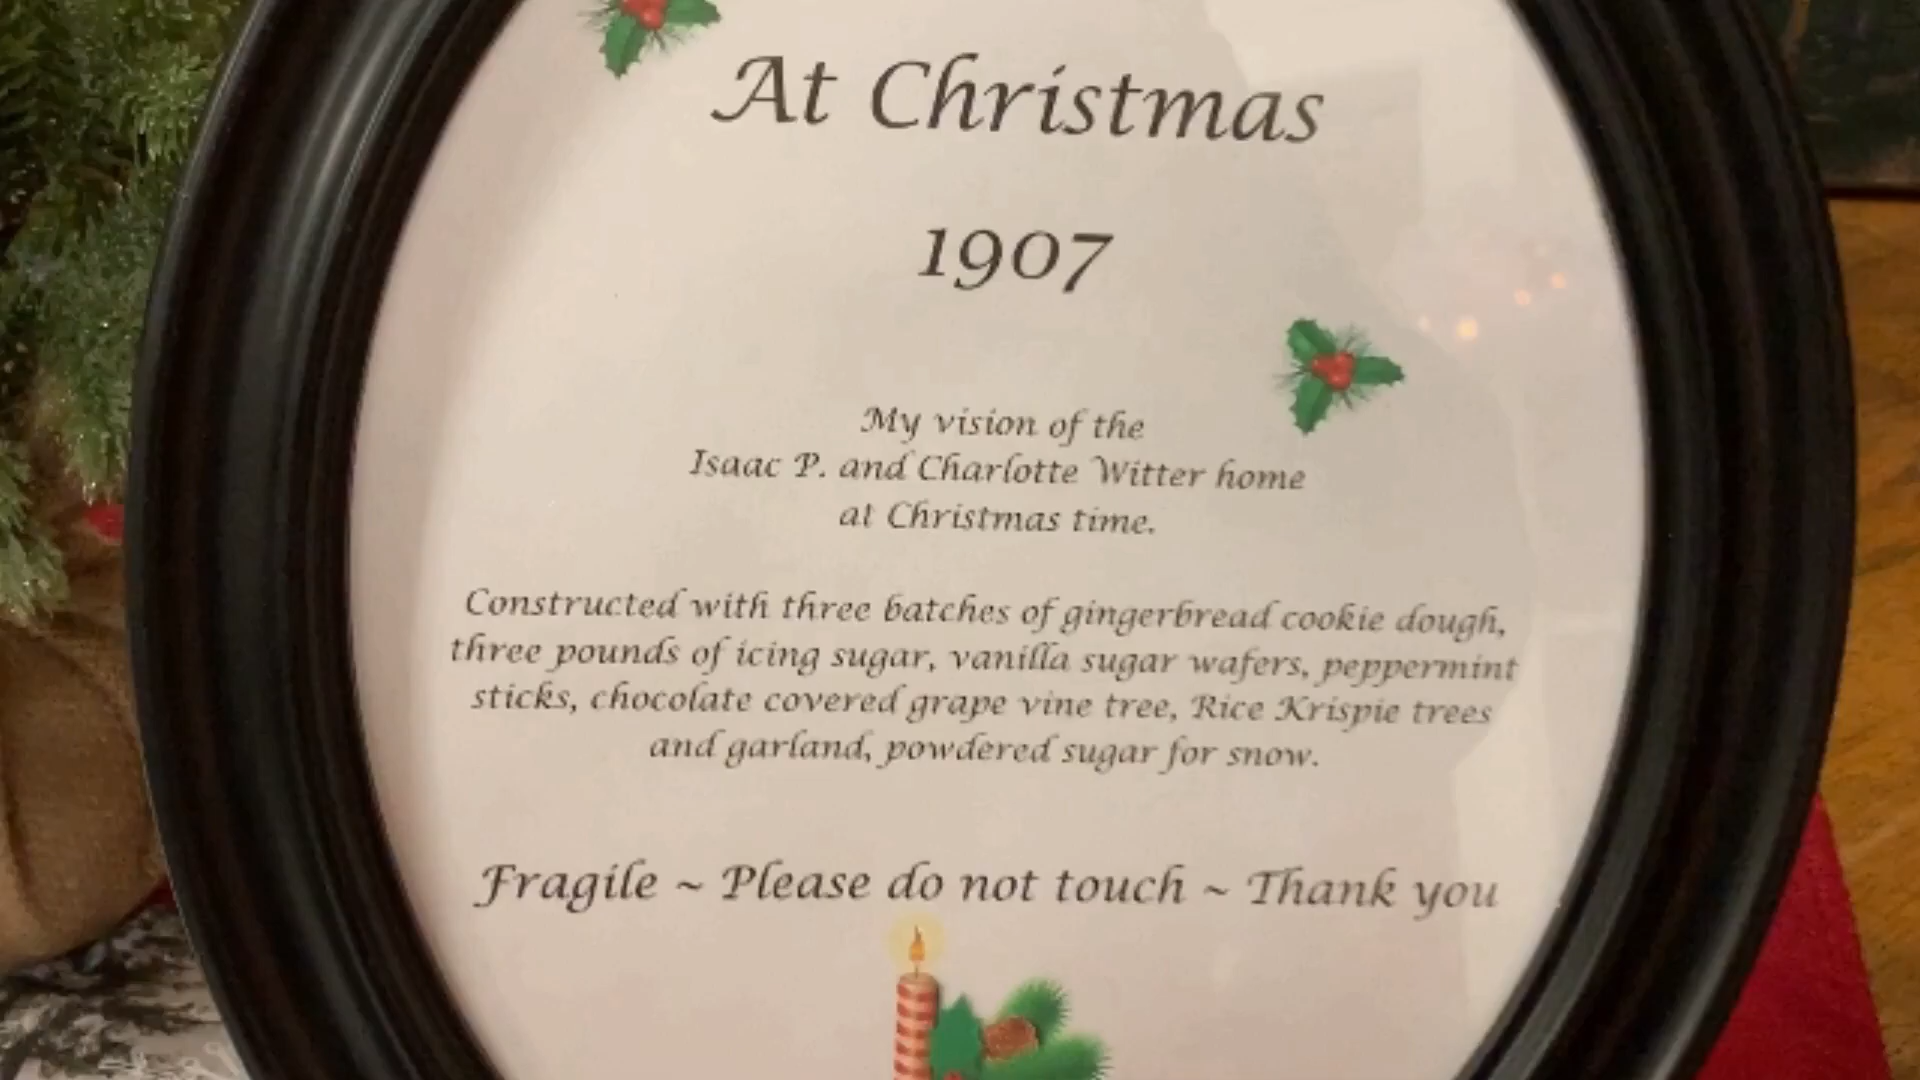 At Christmas
1907
My vision of the
Isaac P. and Charlotte Witter home
at Christmas time.
Constructed with three batches of gingerbread cookie dough,
three pounds of icing sugar, vanilla sugar wafers, peppermint
sticks, chocolate covered grape vine tree, Rice Krispie trees
and garland, powdered sugar for snow.
Fragile ~ Please do not touch ~ Thank you